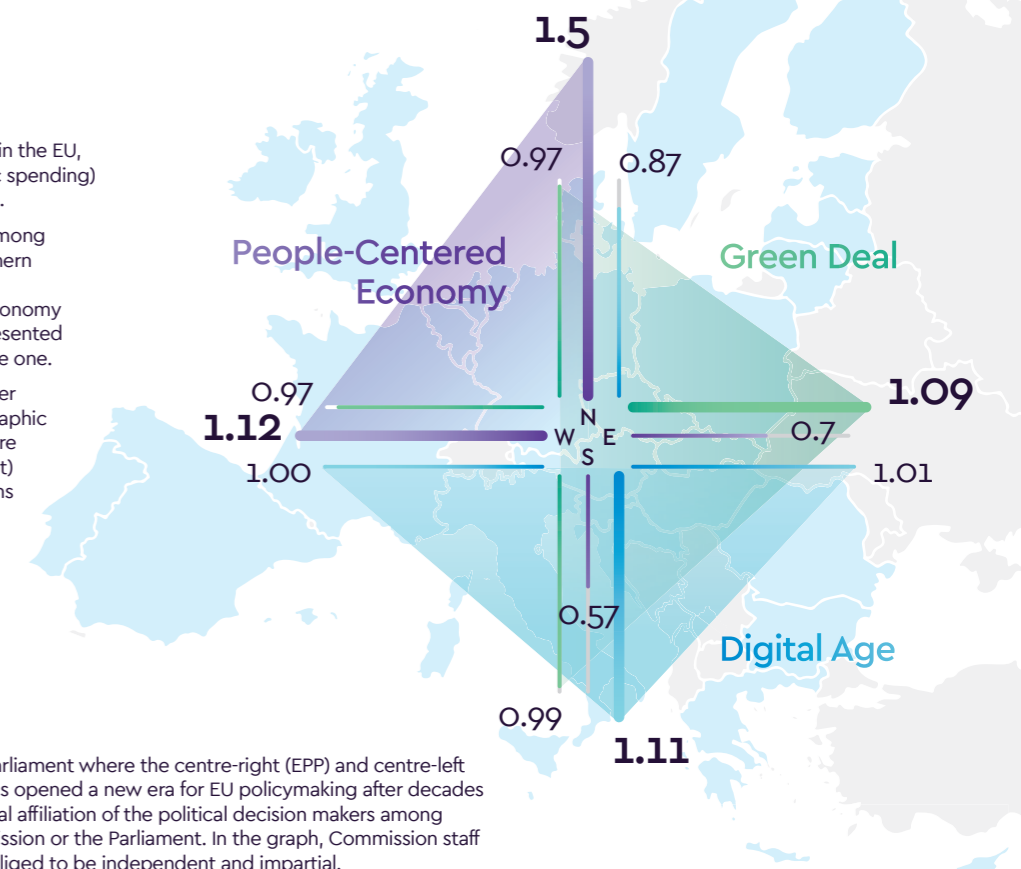 in the EU,
spending)
.
mong
hern
onomy
esented
e one.
er
aphic
re
t)
ns
1.5
0.97
0.87
People-Centered
Economy
Green Deal
0.97
1.12
1.00
N
W E
S
1.09
0.7
1.01
0.57
Digital Age
0.99
1.11
arliament where the centre-right (EPP) and centre-left
s opened a new era for EU policymaking after decades
al affiliation of the political decision makers among
ission or the Parliament. In the graph, Commission staff
liged to be independent and impartial.